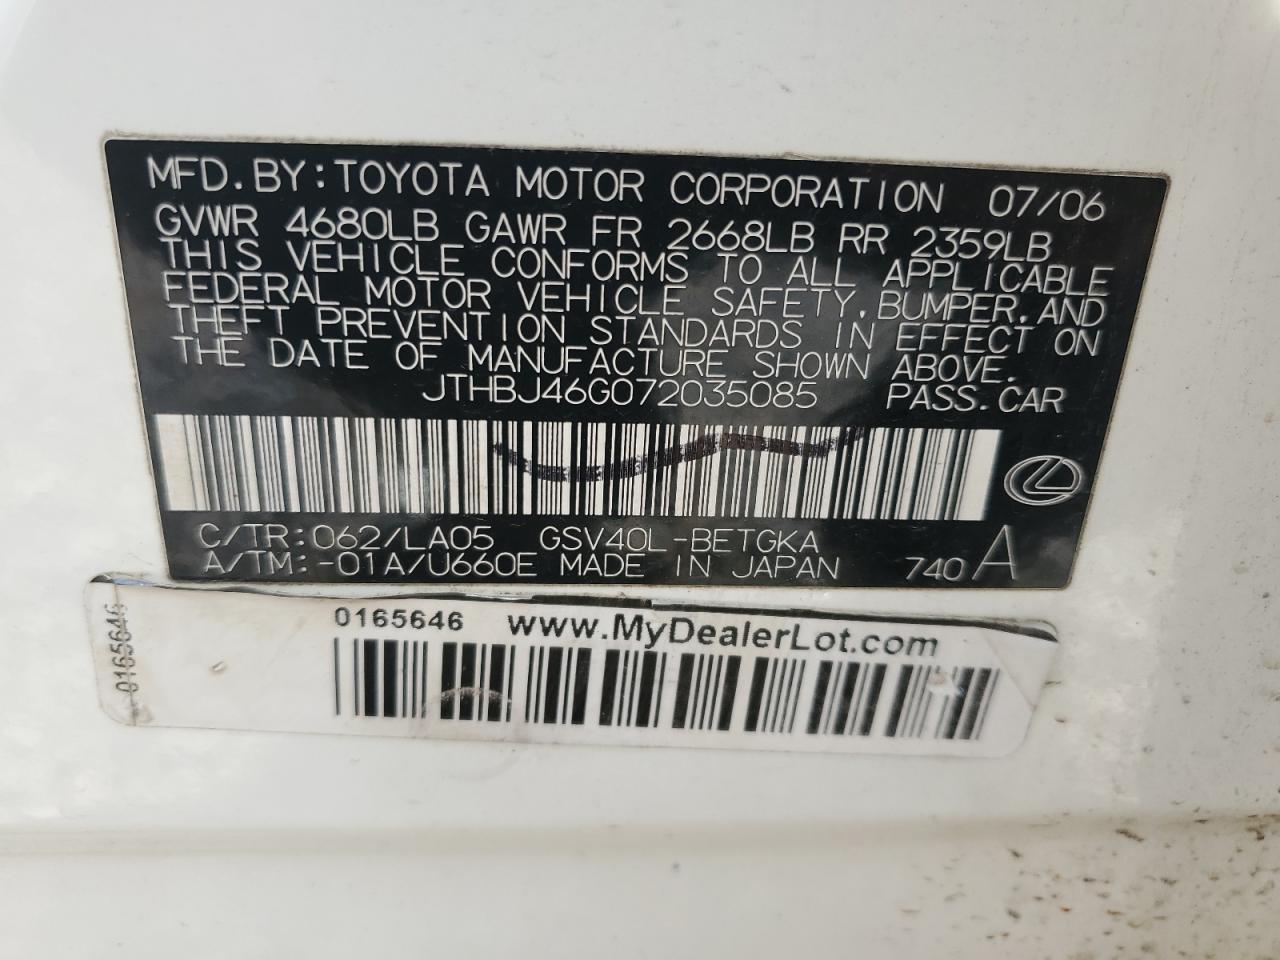 MFD.BY:TOYOTA MOTOR CORPORATION 07/06
GVWR 4680LB GAWR FR 2668LB RR 2359LB
THIS VEHICLE CONFORMS TO ALL APPLICABLE
FEDERAL MOTOR VEHICLE SAFETY,BUMPER,AND
THEFT PREVENTION STANDARDS IN EFFECT ON
THE DATE OF MANUFACTURE SHOWN ABOVE.
JTHBJ46G072035085 PASS.CAR
C/TR:062/LA05 GSV40L-BETGKA
A/TM:-01A/U660E MADE IN JAPAN 740 A
0165646
0165646 www.MyDealerLot.com